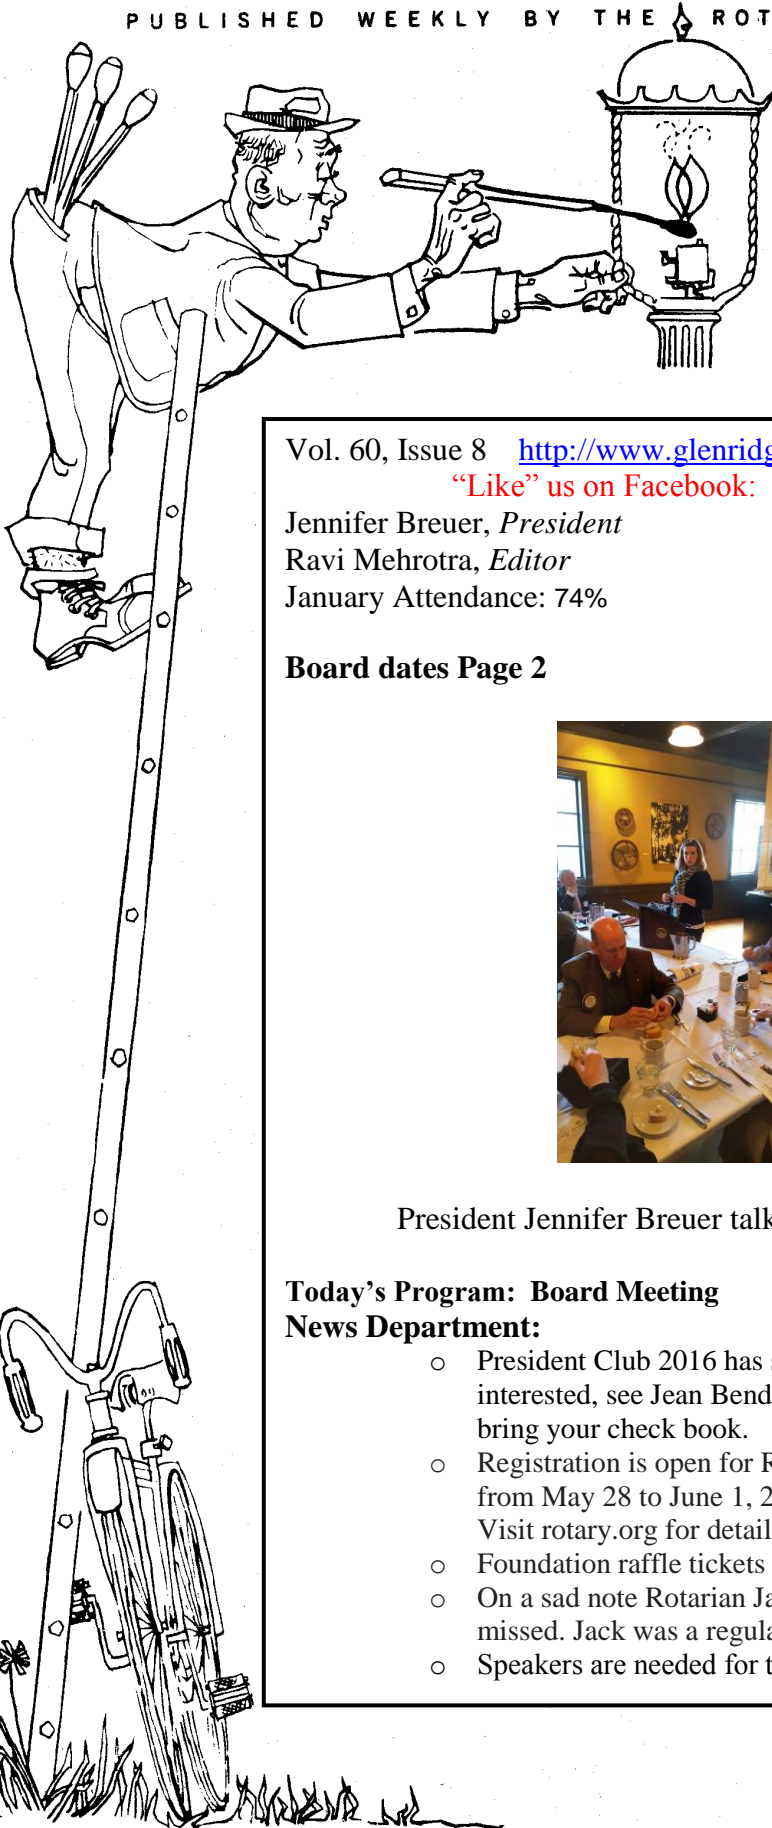 PUBLISHED WEEKLY BY THE ROT
Vol. 60, Issue 8 http://www.glenridg
“Like” us on Facebook:
Jennifer Breuer, President
Ravi Mehrotra, Editor
January Attendance: 74%
Board dates Page 2
President Jennifer Breuer talk
Today’s Program: Board Meeting
News Department:
o President Club 2016 has s
interested, see Jean Bend
bring your check book.
o Registration is open for R
from May 28 to June 1, 2
Visit rotary.org for detail
o Foundation raffle tickets
o On a sad note Rotarian Ja
missed. Jack was a regula
o Speakers are needed for t